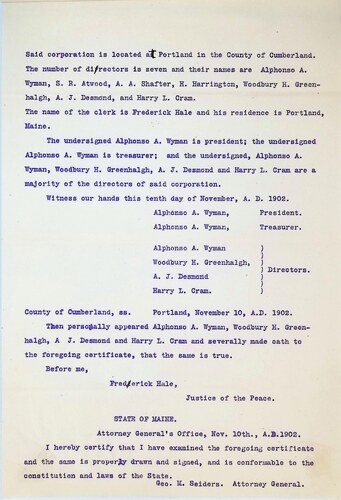 Said corporation is located at Portland in the County of Cumberland.
The number of directors is seven and their names are Alphonso A.
Wyman, S. R. Atwood, A. A. Shafter, H. Harrington, Woodbury H. Green-
halgh, A. J. Desmond, and Harry L. Cram.
The name of the clerk is Frederick Hale and his residence is Portland,
Maine.
The undersigned Alphonso A. Wyman is president; the undersigned
Alphonso A. Wyman is treasurer; and the undersigned, Alphonso A.
Wyman, Woodbury H. Greenhalgh, A. J. Desmond and Harry L. Cram are a
majority of the directors of said corporation.
Witness our hands this tenth day of November, A. D. 1902.
Alphonso A. Wyman, President.
Alphonso A. Wyman, Treasurer.
Alphonso A. Wyman )
Woodbury H. Greenhalgh, )
) Directors.
A. J. Desmond )
Harry L. Cram. )
County of Cumberland, ss. Portland, November 10, A.D. 1902.
Then personally appeared Alphonso A. Wyman, Woodbury H. Green-
halgh, A J. Desmond and Harry L. Cram and severally made oath to
the foregoing certificate, that the same is true.
Before me,
Frederick Hale,
Justice of the Peace.
STATE OF MAINE.
Attorney General's Office, Nov. 10th., A.D.1902.
I hereby certify that I have examined the foregoing certificate
and the same is properly drawn and signed, and is conformable to the
constitution and laws of the State.
Geo. M. Seiders. Attorney General.